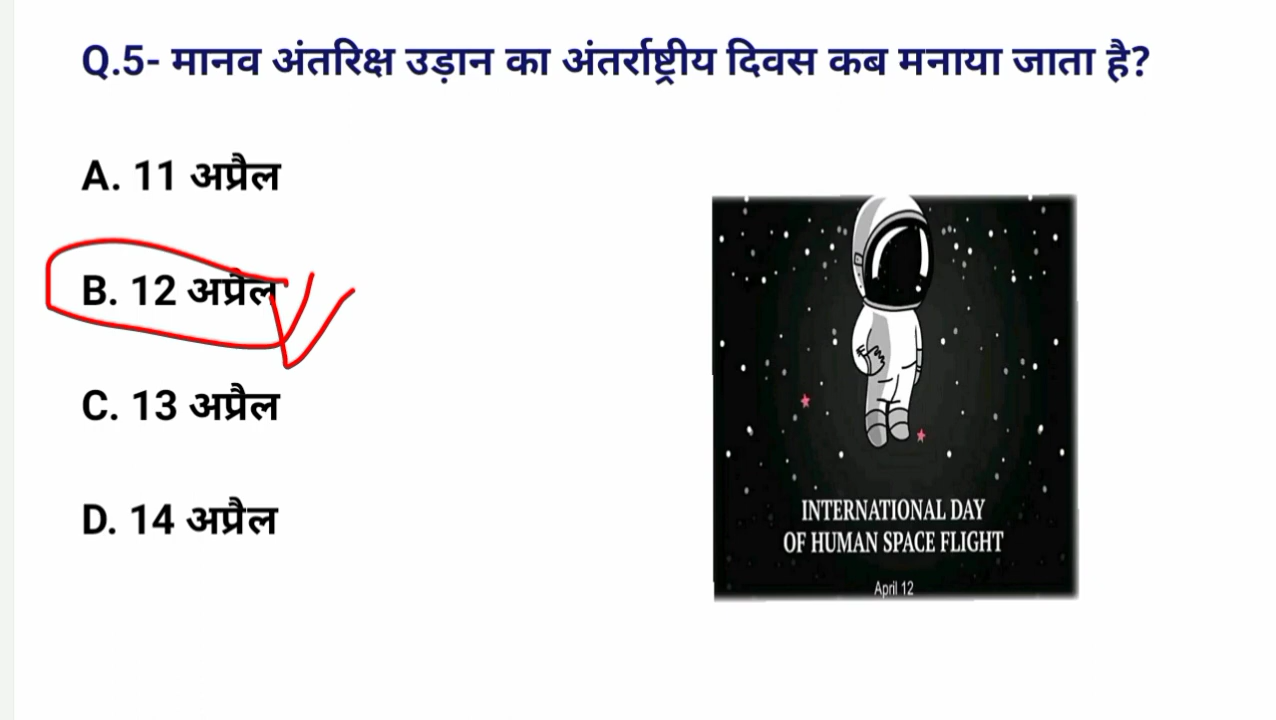 Q.5- मानव अंतरिक्ष उड़ान का अंतर्राष्ट्रीय दिवस कब मनाया जाता है?
A. 11 अप्रैल
B. 12 अप्रैल
C. 13 अप्रैल
D. 14 अप्रैल
INTERNATIONAL DAY
OF HUMAN SPACE FLIGHT
April 12